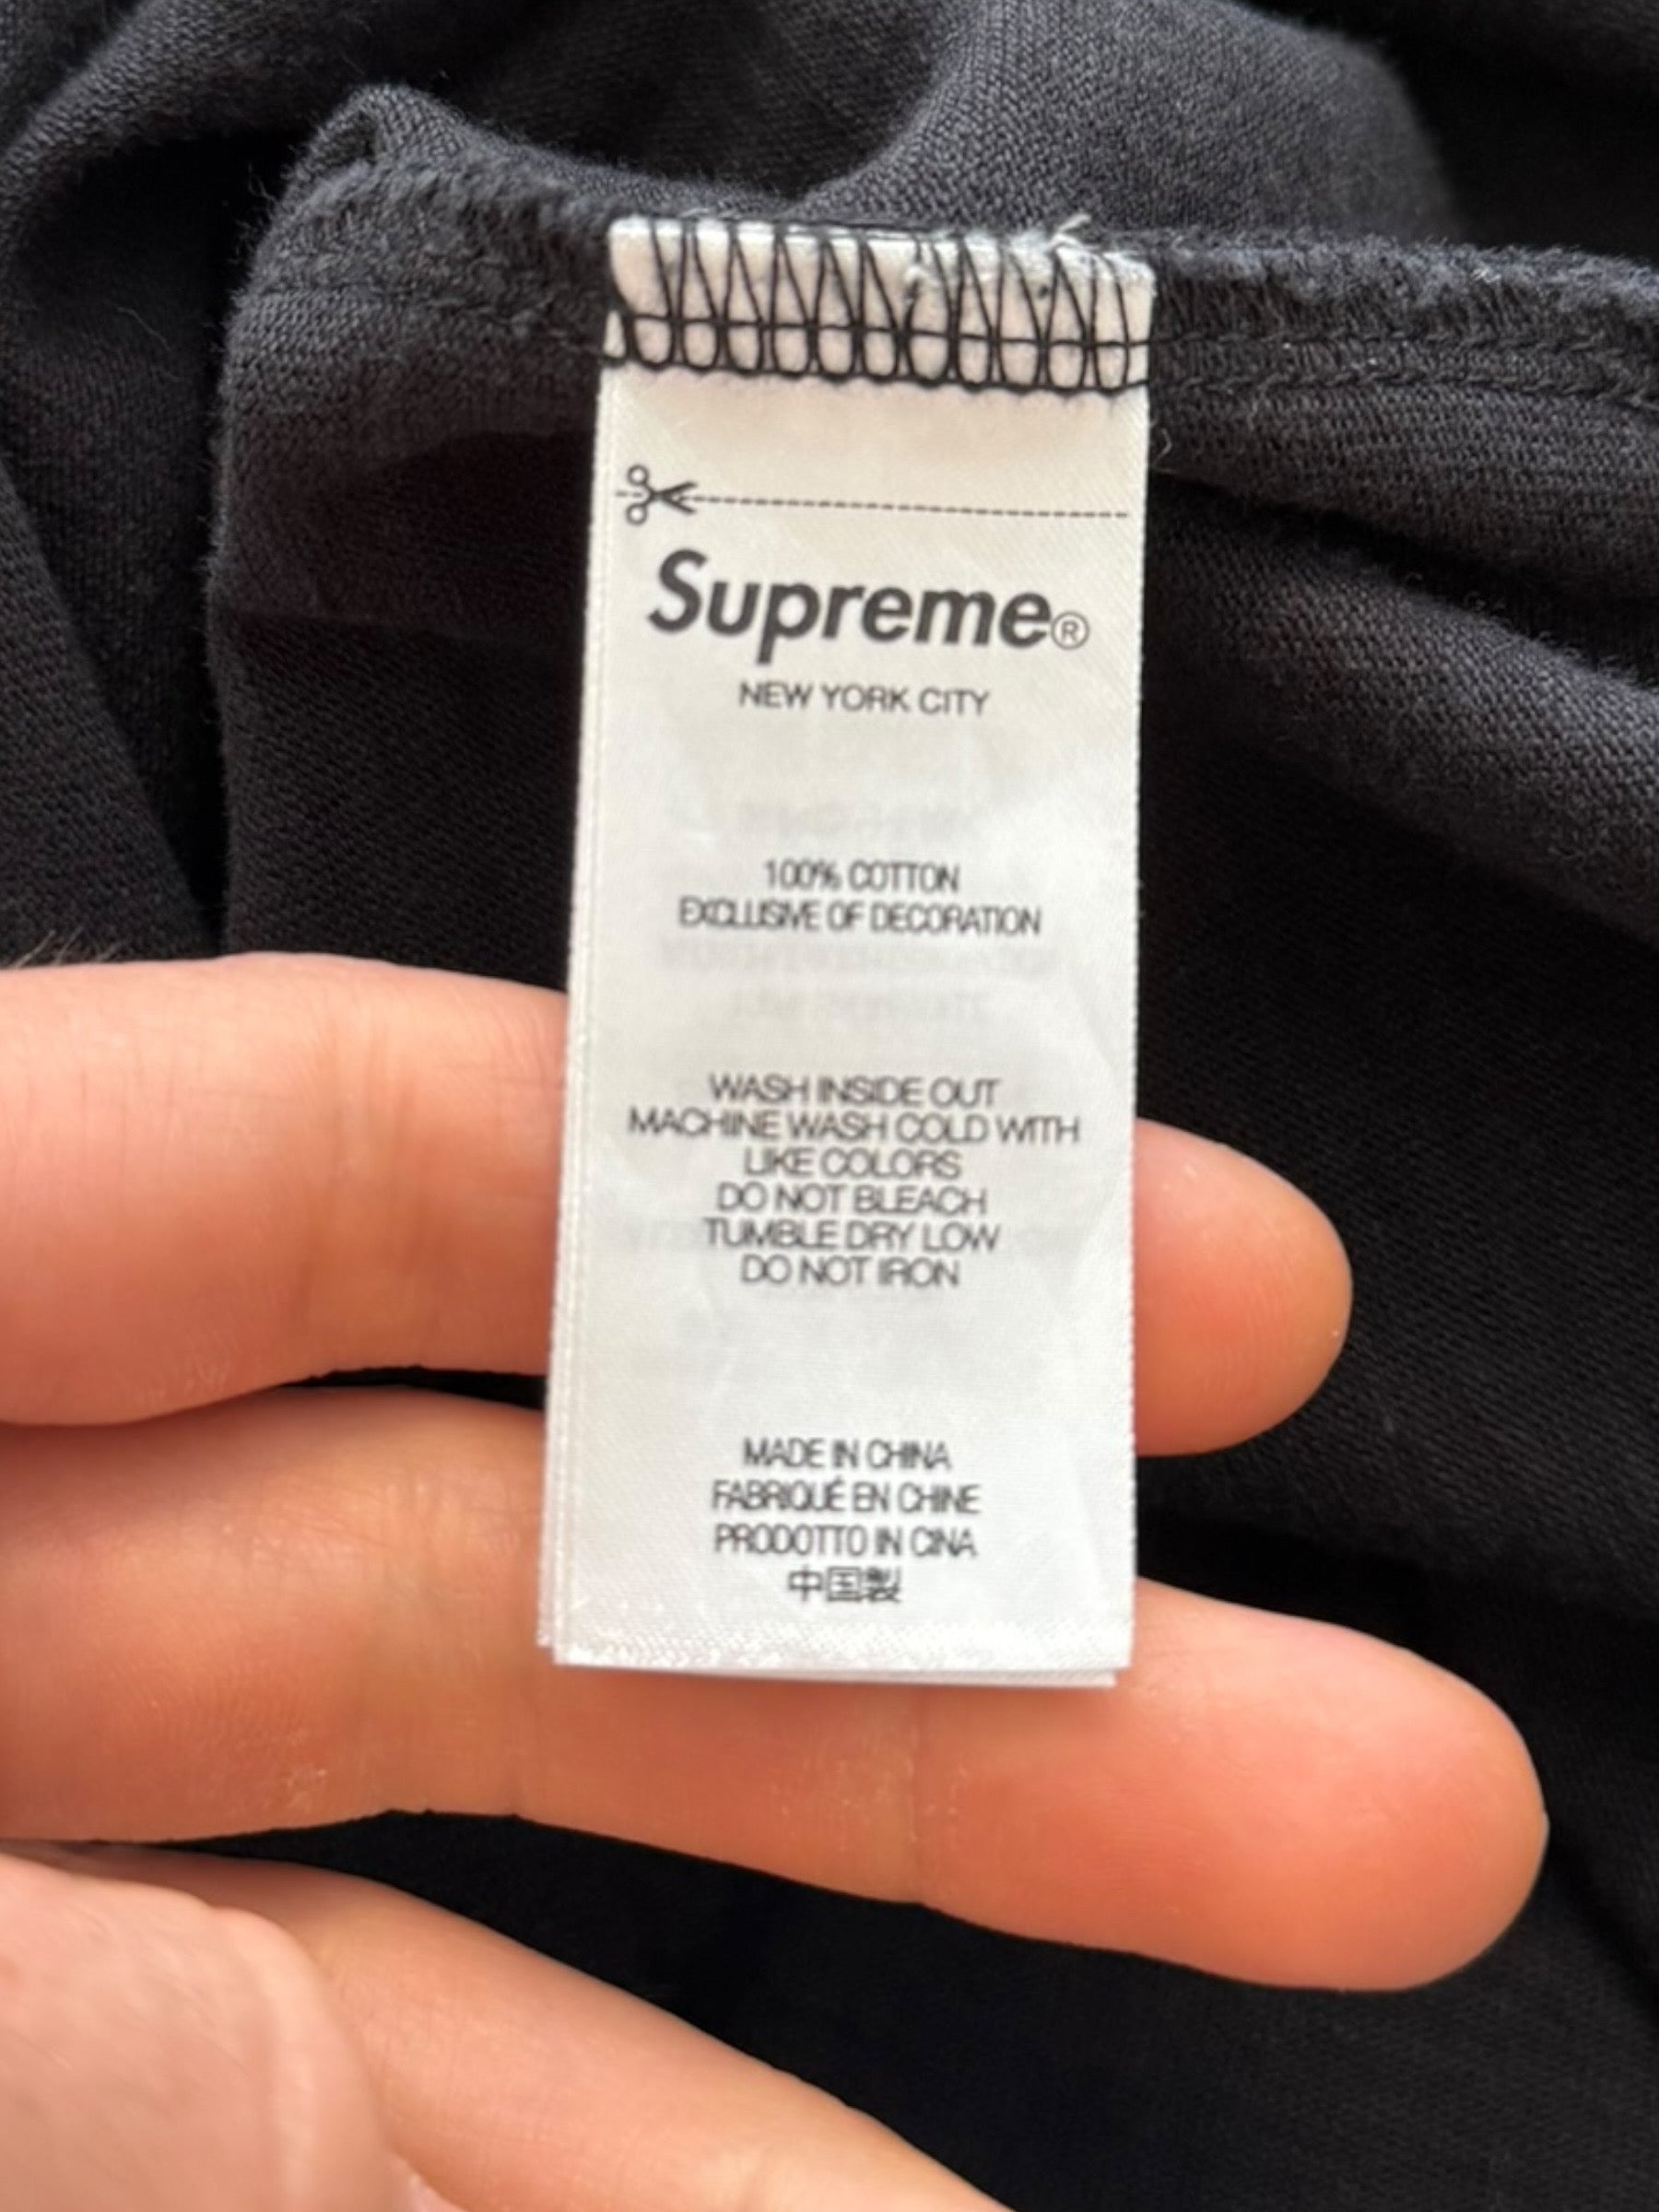 Supreme®
NEW YORK CITY
100% COTTON
EXCLUSIVE OF DECORATION
WASH INSIDE OUT
MACHINE WASH COLD WITH
LIKE COLORS
DO NOT BLEACH
TUMBLE DRY LOW
DO NOT IRON
MADE IN CHINA
FABRIQUÉ EN CHINE
PRODOTTO IN CINA
中国製